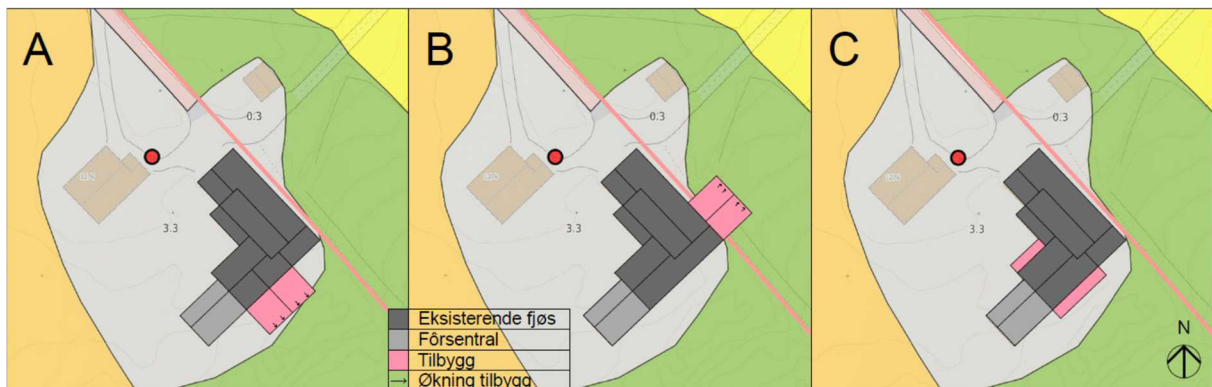 A
B
C
0.3
0.3
0.3
3.3
3.3
3.3
N
Eksisterende fjøs
Fôrsentral
Tilbygg
Økning tilbygg